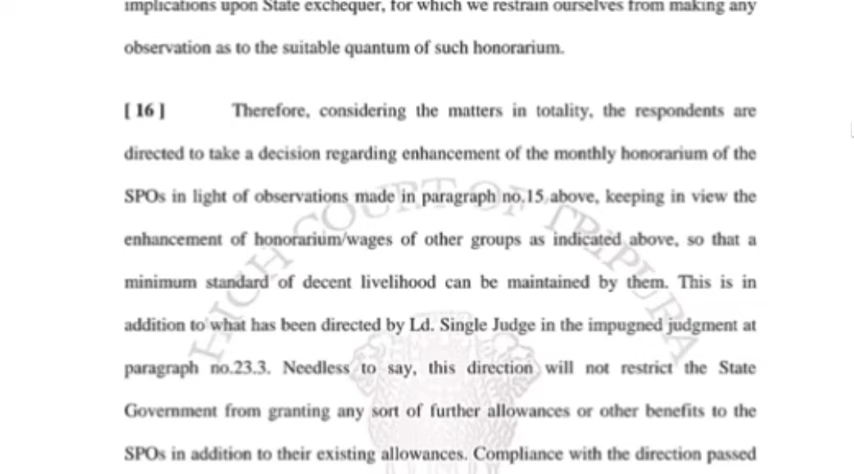 implications upon State exchequer, for which we restrain ourselves from making any
observation as to the suitable quantum of such honorarium.
[ 16 ] Therefore, considering the matters in totality, the respondents are
directed to take a decision regarding enhancement of the monthly honorarium of the
SPOs in light of observations made in paragraph no.15 above, keeping in view the
enhancement of honorarium/wages of other groups as indicated above, so that a
minimum standard of decent livelihood can be maintained by them. This is in
addition to what has been directed by Ld. Single Judge in the impugned judgment at
paragraph no.23.3. Needless to say, this direction will not restrict the State
Government from granting any sort of further allowances or other benefits to the
SPOs in addition to their existing allowances. Compliance with the direction passed
HIGH COURT OF TRIPURA